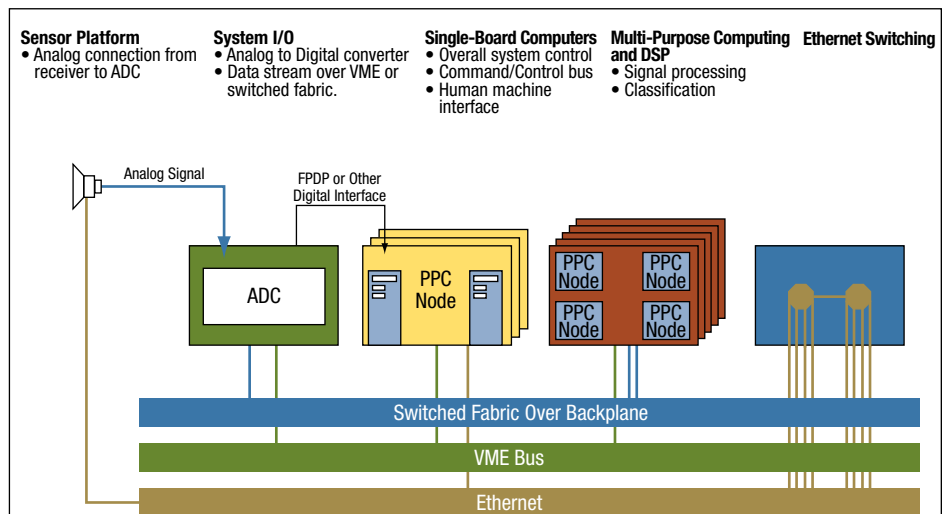 Sensor Platform
• Analog connection from
receiver to ADC
System I/O
• Analog to Digital converter
• Data stream over VME or
switched fabric.
Single-Board Computers
• Overall system control
• Command/Control bus
• Human machine
interface
Multi-Purpose Computing
and DSP
• Signal processing
• Classification
Ethernet Switching
Analog Signal
FPDP or Other
Digital Interface
ADC
PPC
Node
PPC
Node
PPC
Node
PPC
Node
PPC
Node
Switched Fabric Over Backplane
VME Bus
Ethernet